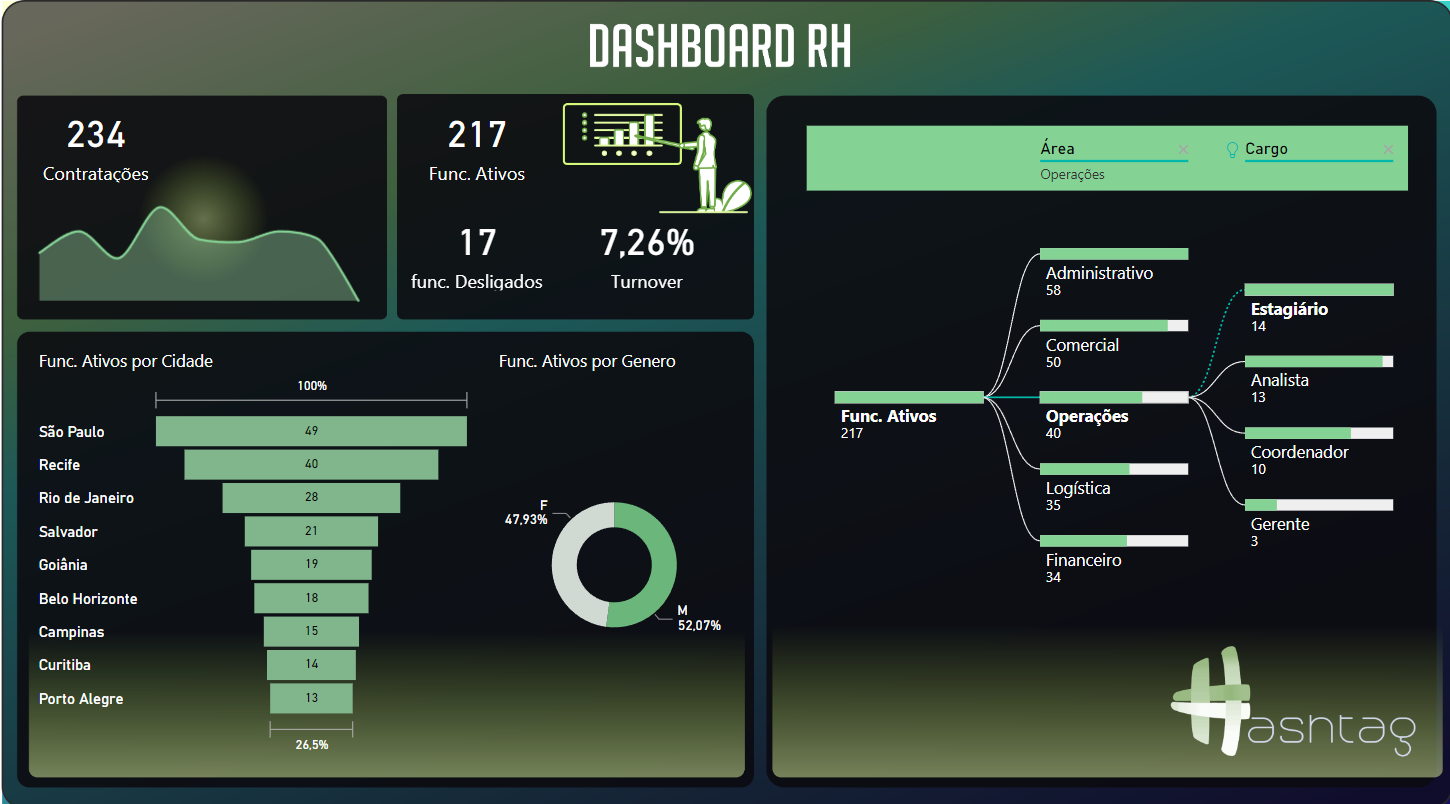 DASHBOARD RH
234
Contratações
217
Func. Ativos
17
func. Desligados
7,26%
Turnover
Func. Ativos por Cidade
100%
São Paulo 49
Recife 40
Rio de Janeiro 28
Salvador 21
Goiânia 19
Belo Horizonte 18
Campinas 15
Curitiba 14
Porto Alegre 13
26,5%
Func. Ativos por Genero
F
47,93%
M
52,07%
Área
Operações
Cargo
Func. Ativos
217
Administrativo
58
Comercial
50
Operações
40
Logística
35
Financeiro
34
Estagiário
14
Analista
13
Coordenador
10
Gerente
3
Hashtag